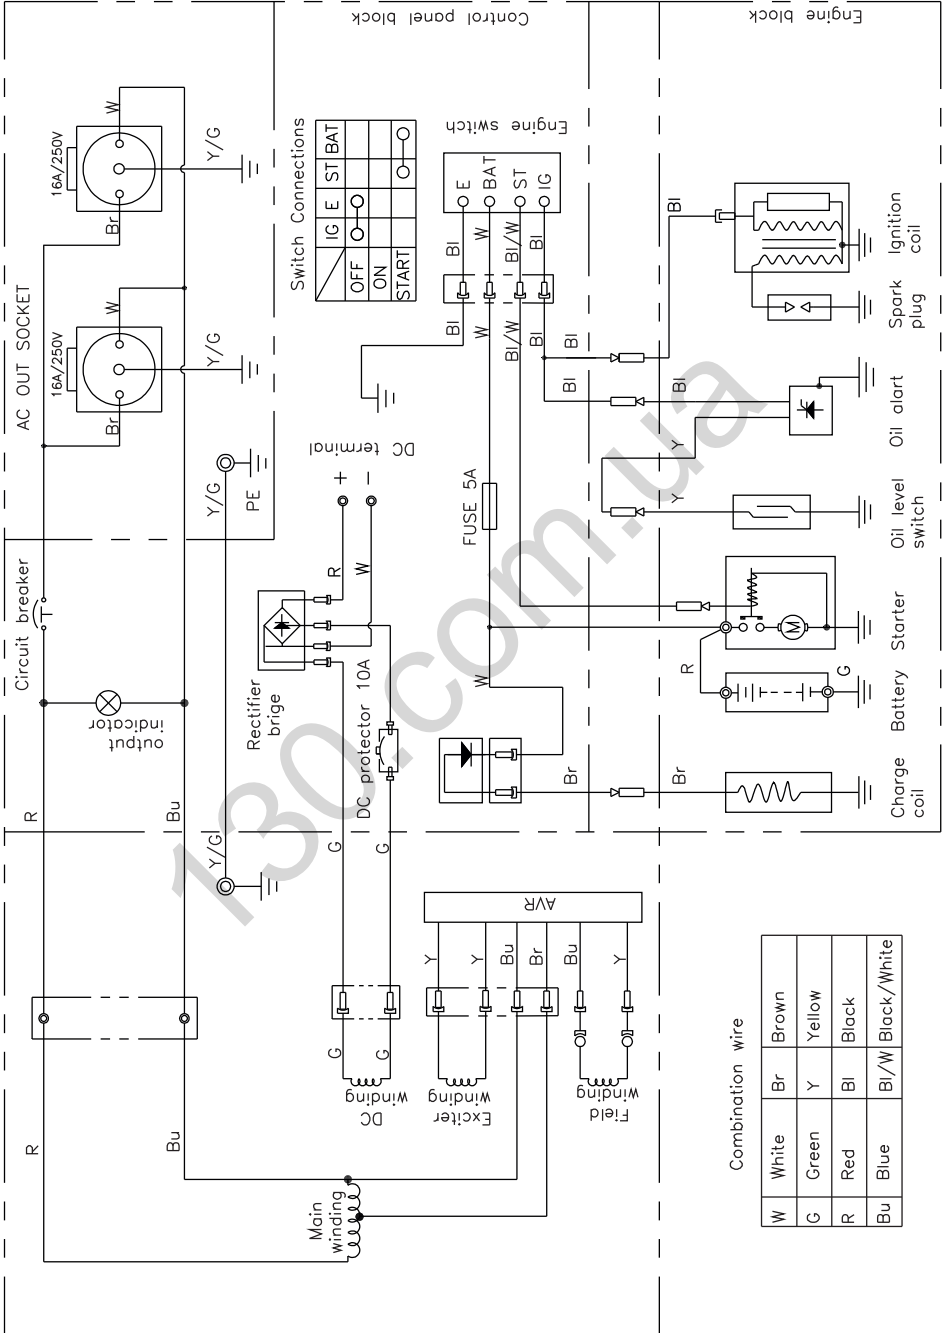 Control panel block
Engine block
AC OUT SOCKET
16A/250V
16A/250V
W
W
Br
Br
Y/G
Y/G
Y/G
PE
Switch Connections
IG E ST BAT
OFF
ON
START
Engine switch
E
BAT
ST
IG
Bl
W
Bl/W
Bl
Bl
W
Bl/W
Bl
Bl
Bl
Bl
Bl
Y
Y
Ignition
coil
Spark
plug
Oil alart
Oil level
switch
Starter
M
Battery
R
G
Charge
coil
Br
Br
FUSE 5A
W
DC terminal
+
−
R
W
Rectifier
brige
DC protector 10A
Circuit breaker
output
indicator
R
Bu
Y/G
G
G
G
G
R
Bu
AVR
Y
Y
Bu
Br
Bu
Y
DC
winding
Exciter
winding
Field
winding
Main
winding
Combination wire
W White Br Brown
G Green Y Yellow
R Red Bl Black
Bu Blue Bl/W Black/White
130.com.ua